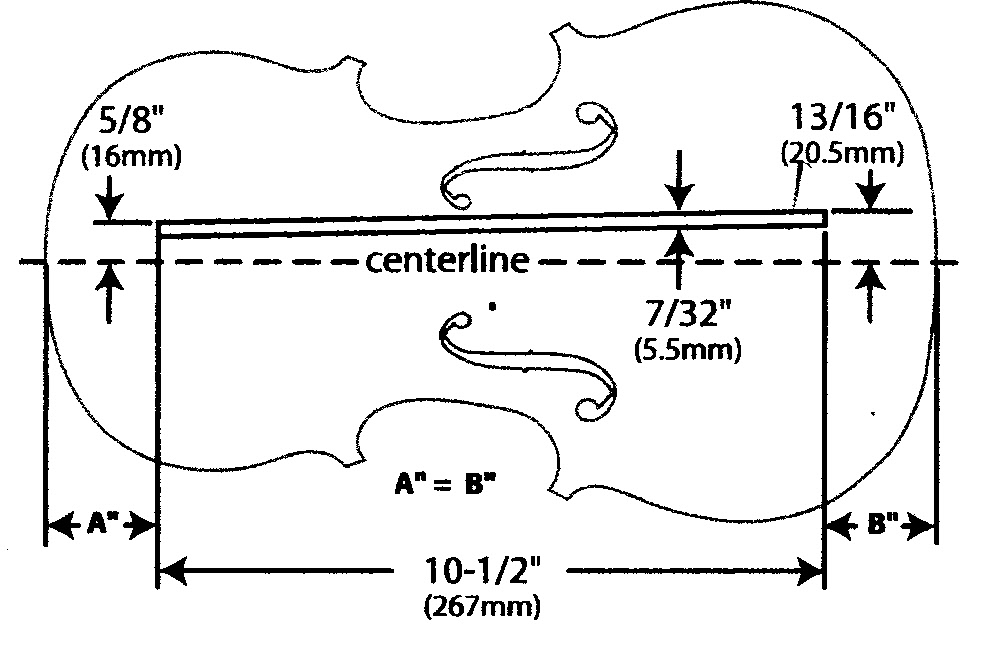 5/8"
(16mm)
13/16"
(20.5mm)
centerline
7/32"
(5.5mm)
A" = B"
A"
B"
10-1/2"
(267mm)